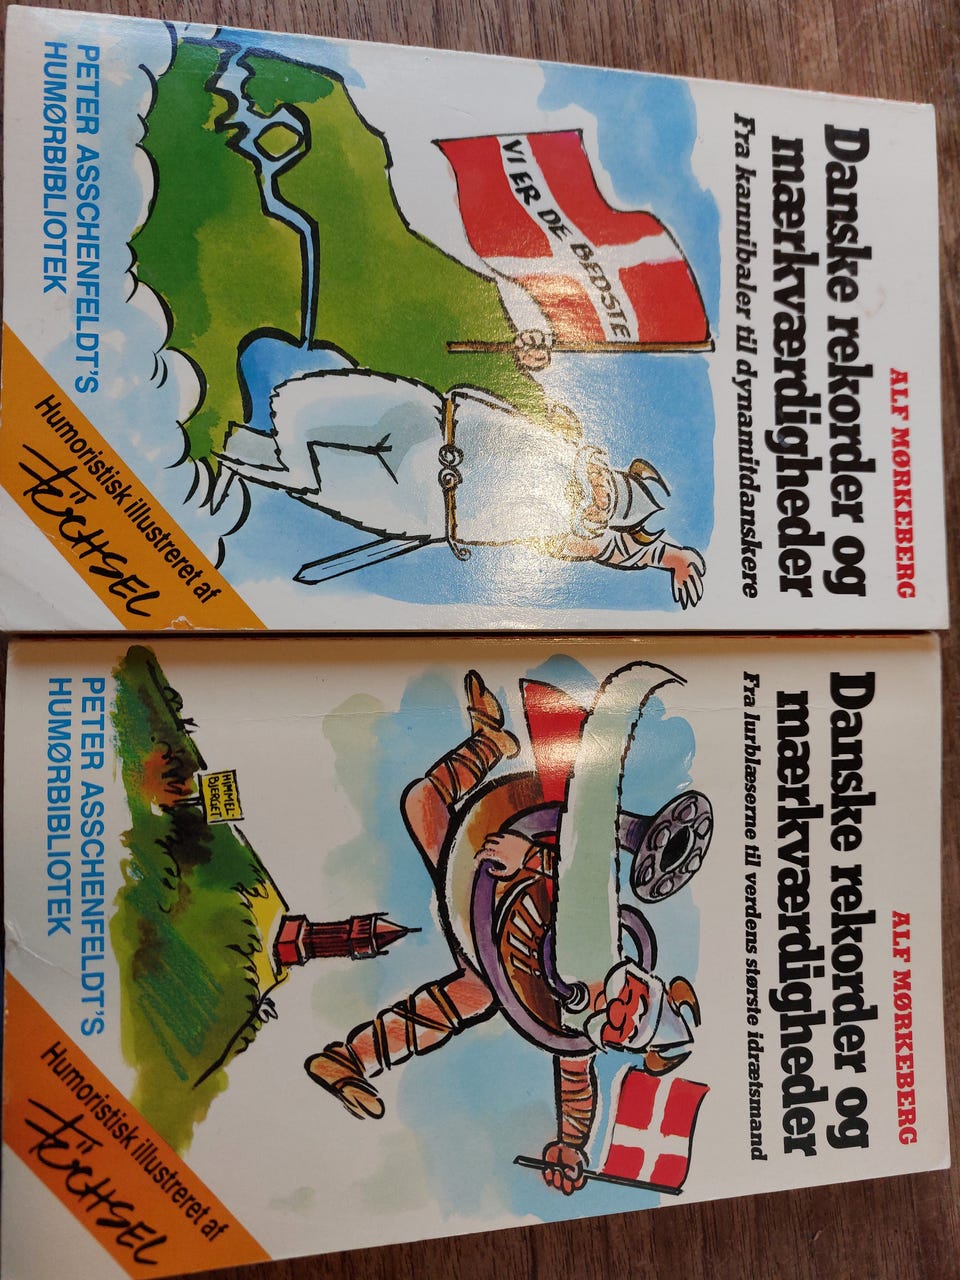 ALF MØRKEBERG
Danske rekorder og
mærkværdigheder
Fra kannibaler til dynamitdanskere
VI ER DE BEDSTE
Humoristisk illustreret af
FÜCHSEL
PETER ASSCHENFELDT'S
HUMØRBIBLIOTEK
ALF MØRKEBERG
Danske rekorder og
mærkværdigheder
Fra lurblæserne til verdens største idrætsmand
HIMMEL-
BJERGET
Humoristisk illustreret af
FÜCHSEL
PETER ASSCHENFELDT'S
HUMØRBIBLIOTEK